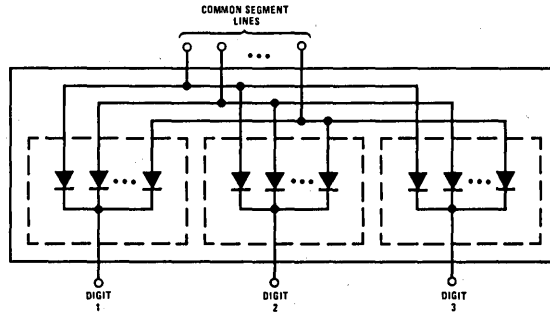 COMMON SEGMENT
LINES
DIGIT
1
DIGIT
2
DIGIT
3